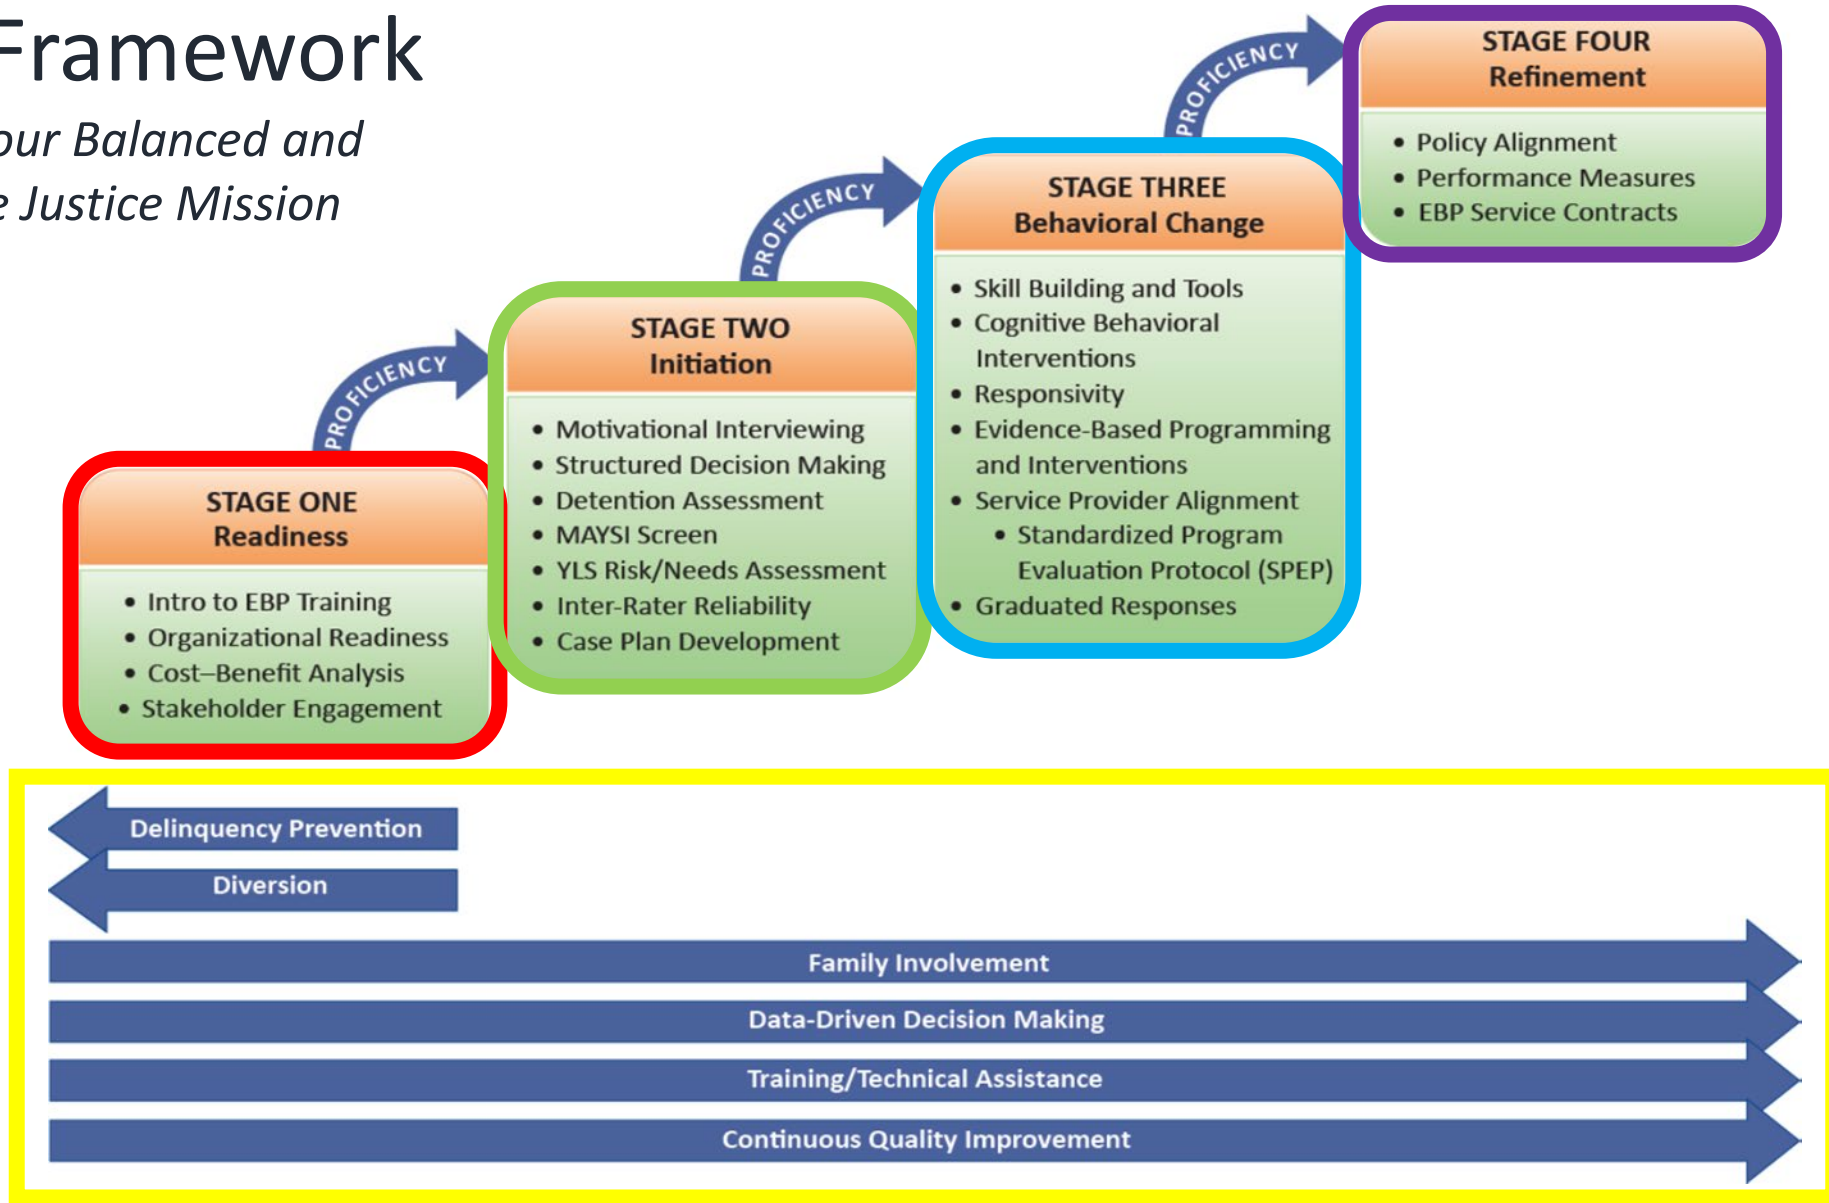 Framework
our Balanced and
Justice Mission
PROFICIENCY
STAGE FOUR
Refinement
• Policy Alignment
• Performance Measures
• EBP Service Contracts
PROFICIENCY
STAGE THREE
Behavioral Change
• Skill Building and Tools
• Cognitive Behavioral
Interventions
• Responsivity
• Evidence-Based Programming
and Interventions
• Service Provider Alignment
• Standardized Program
Evaluation Protocol (SPEP)
• Graduated Responses
PROFICIENCY
STAGE TWO
Initiation
• Motivational Interviewing
• Structured Decision Making
• Detention Assessment
• MAYSI Screen
• YLS Risk/Needs Assessment
• Inter-Rater Reliability
• Case Plan Development
STAGE ONE
Readiness
• Intro to EBP Training
• Organizational Readiness
• Cost–Benefit Analysis
• Stakeholder Engagement
Delinquency Prevention
Diversion
Family Involvement
Data-Driven Decision Making
Training/Technical Assistance
Continuous Quality Improvement